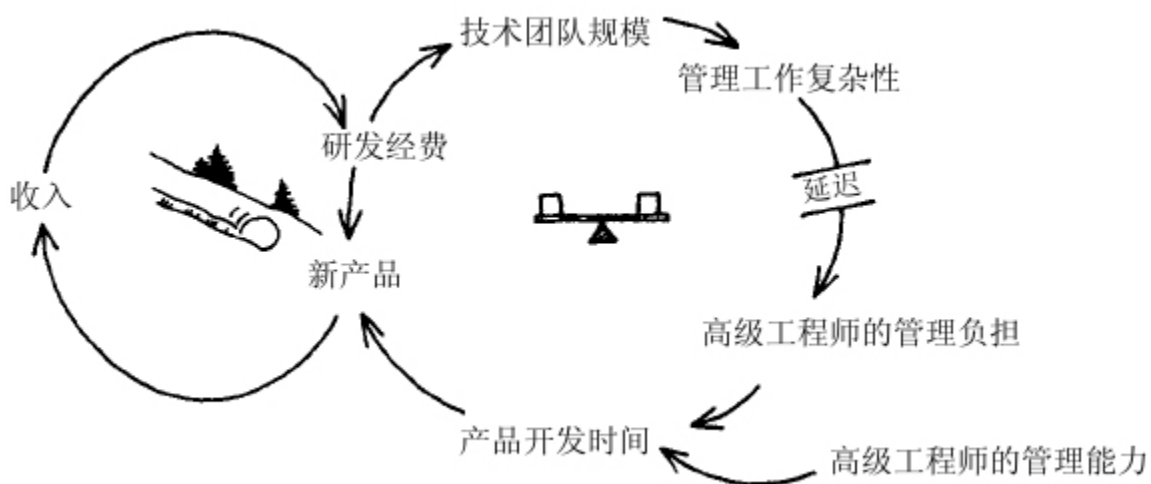 技术团队规模
管理工作复杂性
研发经费
收入
延迟
新产品
高级工程师的管理负担
产品开发时间
高级工程师的管理能力